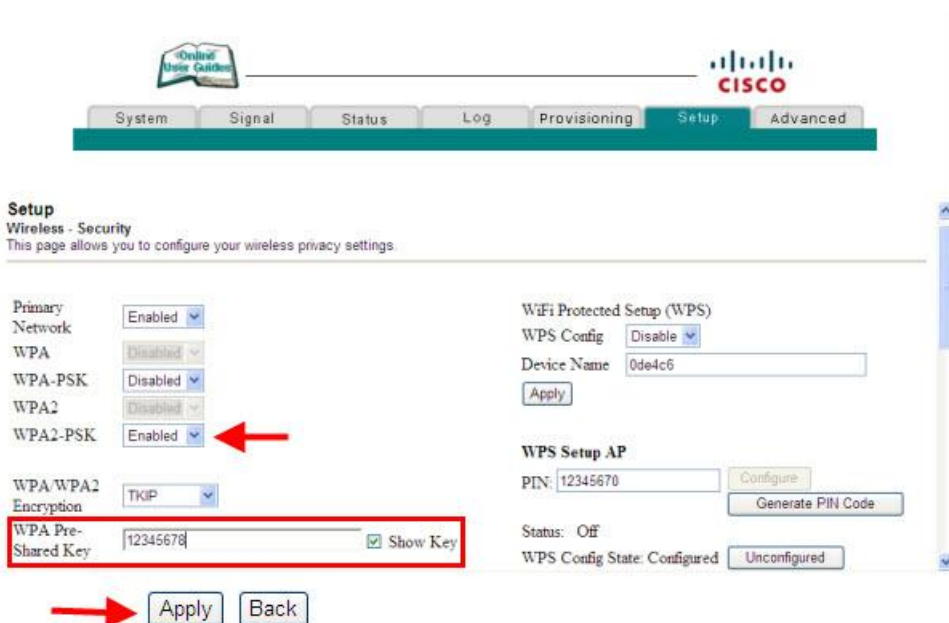 Online
User Guides
CISCO
System Signal Status Log Provisioning Setup Advanced
Setup
Wireless - Security
This page allows you to configure your wireless privacy settings.
Primary
Network
Enabled
WPA
Disabled
WPA-PSK
Disabled
WPA2
Disabled
WPA2-PSK
Enabled
WPA/WPA2
Encryption
TKIP
WPA Pre-
Shared Key
12345678
Show Key
WiFi Protected Setup (WPS)
WPS Config
Disable
Device Name
0de4c6
Apply
WPS Setup AP
PIN:
12345670
Configure
Generate PIN Code
Status: Off
WPS Config State: Configured
Unconfigured
Apply
Back